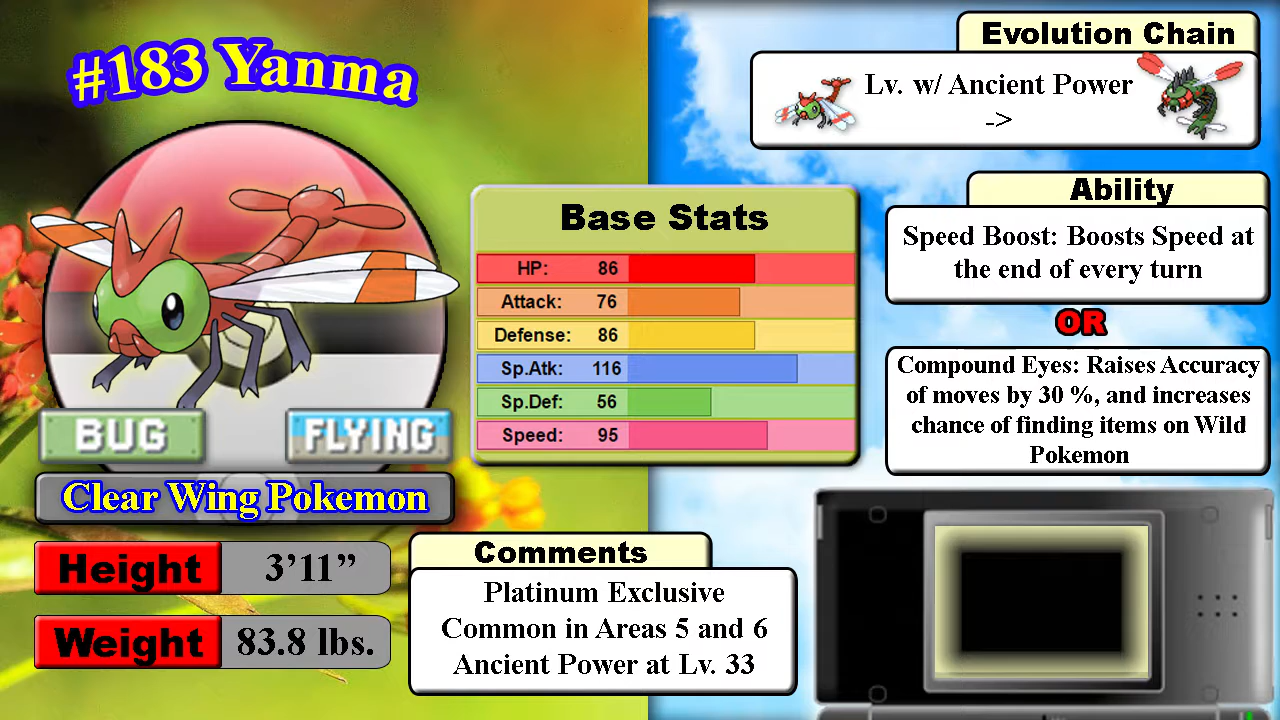 #183 Yanma
BUG
FLYING
Clear Wing Pokemon
Height
3’11”
Weight
83.8 lbs.
Base Stats
HP: 86
Attack: 76
Defense: 86
Sp.Atk: 116
Sp.Def: 56
Speed: 95
Comments
Platinum Exclusive
Common in Areas 5 and 6
Ancient Power at Lv. 33
Evolution Chain
Lv. w/ Ancient Power
->
Ability
Speed Boost: Boosts Speed at
the end of every turn
OR
Compound Eyes: Raises Accuracy
of moves by 30 %, and increases
chance of finding items on Wild
Pokemon